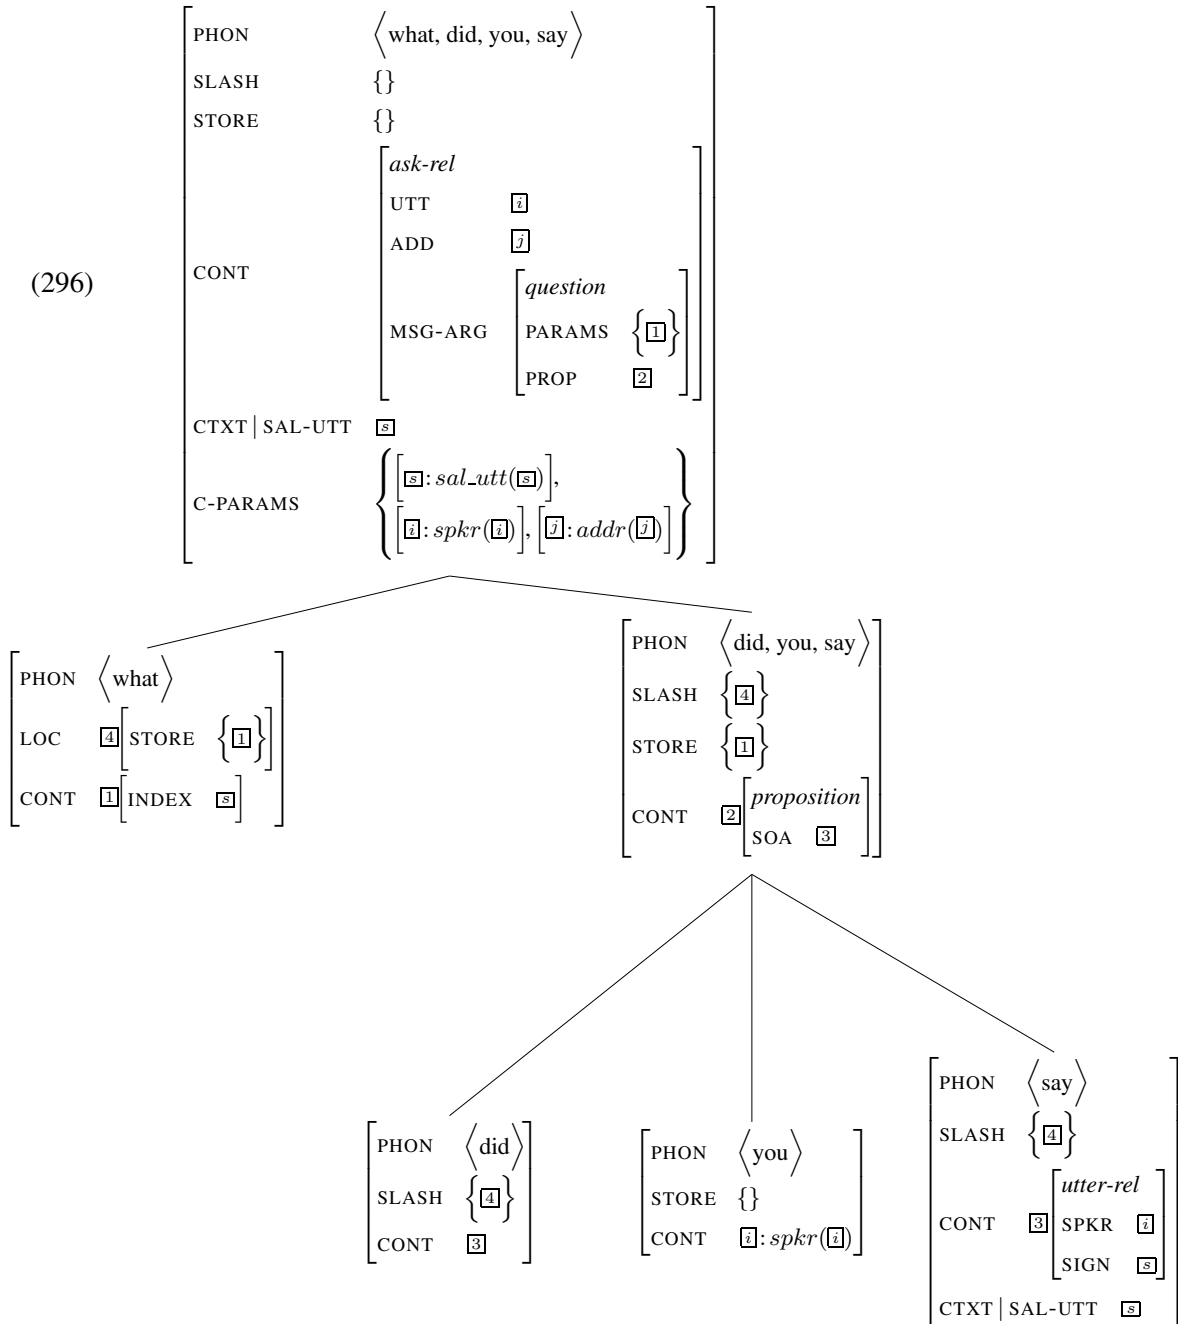 PHON ⟨what, did, you, say⟩
SLASH {}
STORE {}
ask-rel
UTT i
ADD j
(296)
CONT
question
MSG-ARG PARAMS {1}
PROP 2
CTXT | SAL-UTT s
[s: sal_utt(s)],
C-PARAMS
[i: spkr(i)], [j: addr(j)]
PHON ⟨what⟩
LOC 4[STORE {1}]
CONT 1[INDEX s]
PHON ⟨did, you, say⟩
SLASH {4}
STORE {1}
proposition
CONT 2
SOA 3
PHON ⟨did⟩
SLASH {4}
CONT 3
PHON ⟨you⟩
STORE {}
CONT i: spkr(i)
PHON ⟨say⟩
SLASH {4}
utter-rel
CONT 3 SPKR i
SIGN s
CTXT | SAL-UTT s